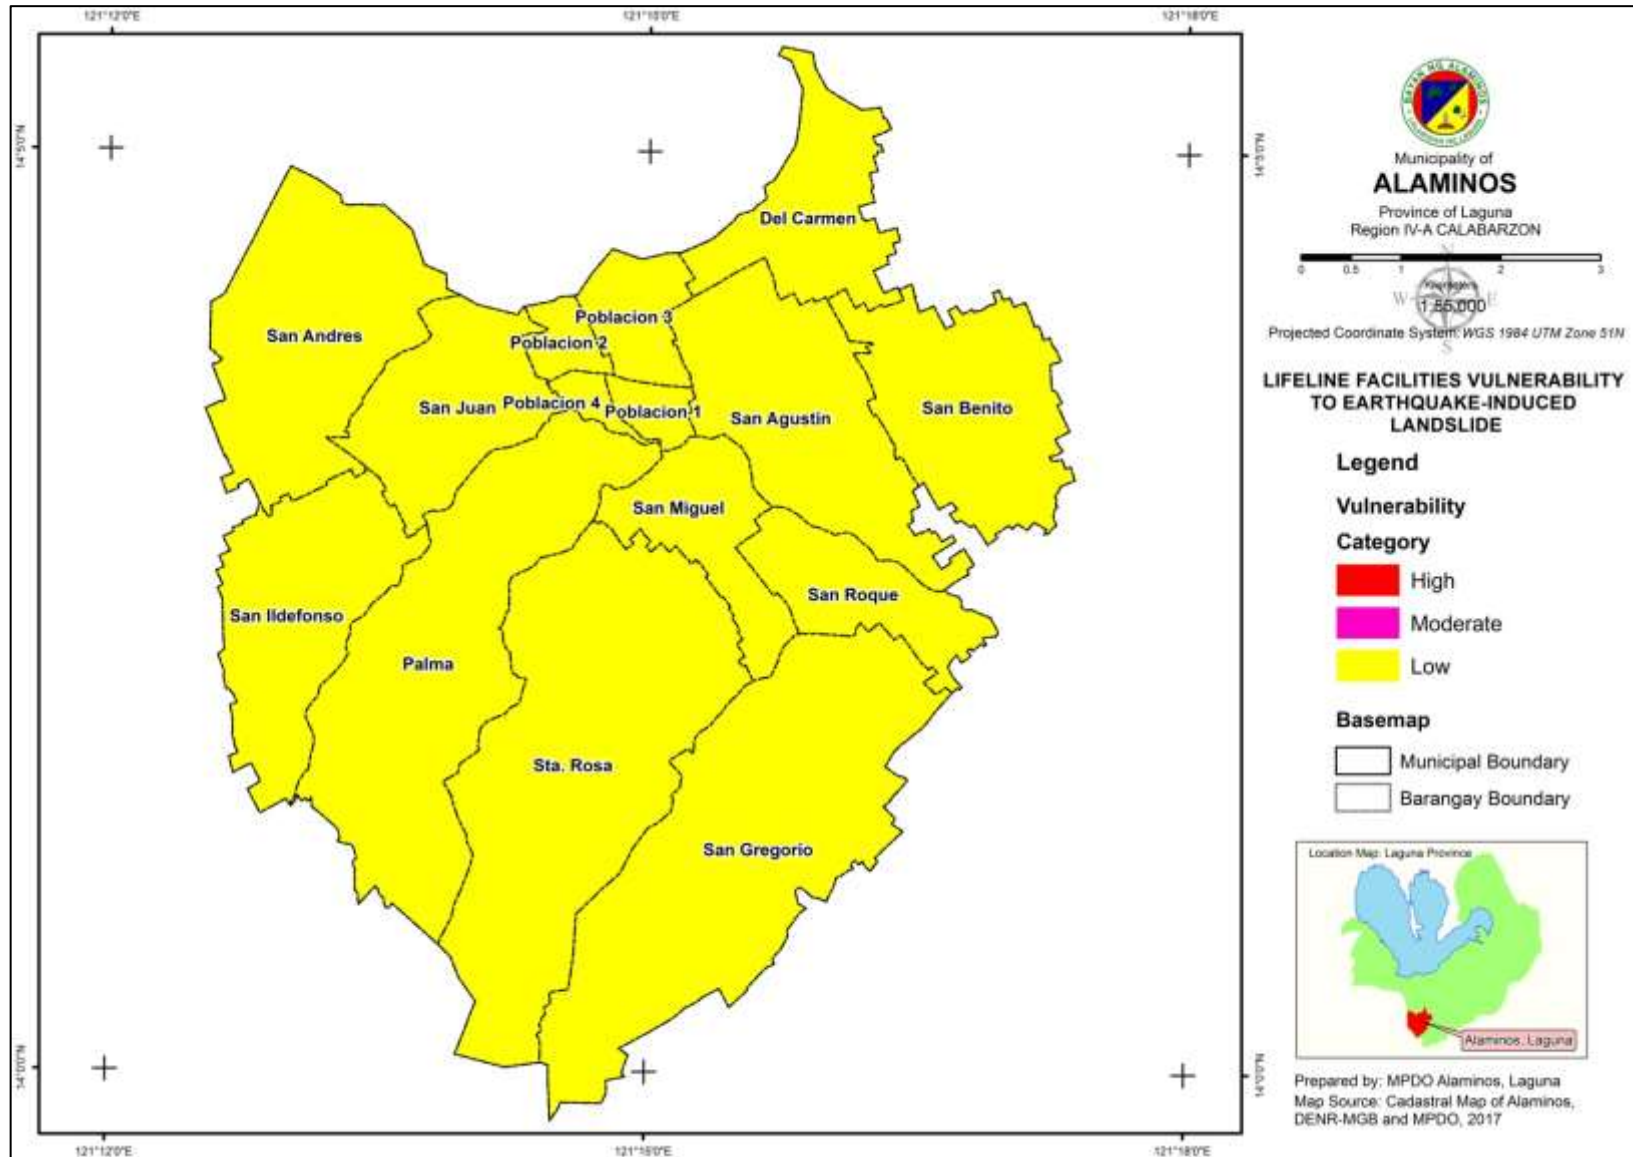 121°12'0"E
121°15'0"E
121°18'0"E
14°5'0"N
14°5'0"N
Del Carmen
San Andres
Poblacion 3
Poblacion 2
San Juan
Poblacion 4
Poblacion 1
San Agustin
San Benito
San Miguel
San Roque
San Ildefonso
Palma
Sta. Rosa
San Gregorio
14°0'0"N
14°0'0"N
121°12'0"E
121°15'0"E
121°18'0"E
BAYAN NG ALAMINOS
Municipality of
ALAMINOS
Province of Laguna
Region IV-A CALABARZON
N
0 0.5 1 2 3
Kilometers
W E
1:55,000
Projected Coordinate System: WGS 1984 UTM Zone 51N
S
LIFELINE FACILITIES VULNERABILITY
TO EARTHQUAKE-INDUCED
LANDSLIDE
Legend
Vulnerability
Category
High
Moderate
Low
Basemap
Municipal Boundary
Barangay Boundary
Location Map: Laguna Province
Alaminos, Laguna
Prepared by: MPDO Alaminos, Laguna
Map Source: Cadastral Map of Alaminos,
DENR-MGB and MPDO, 2017